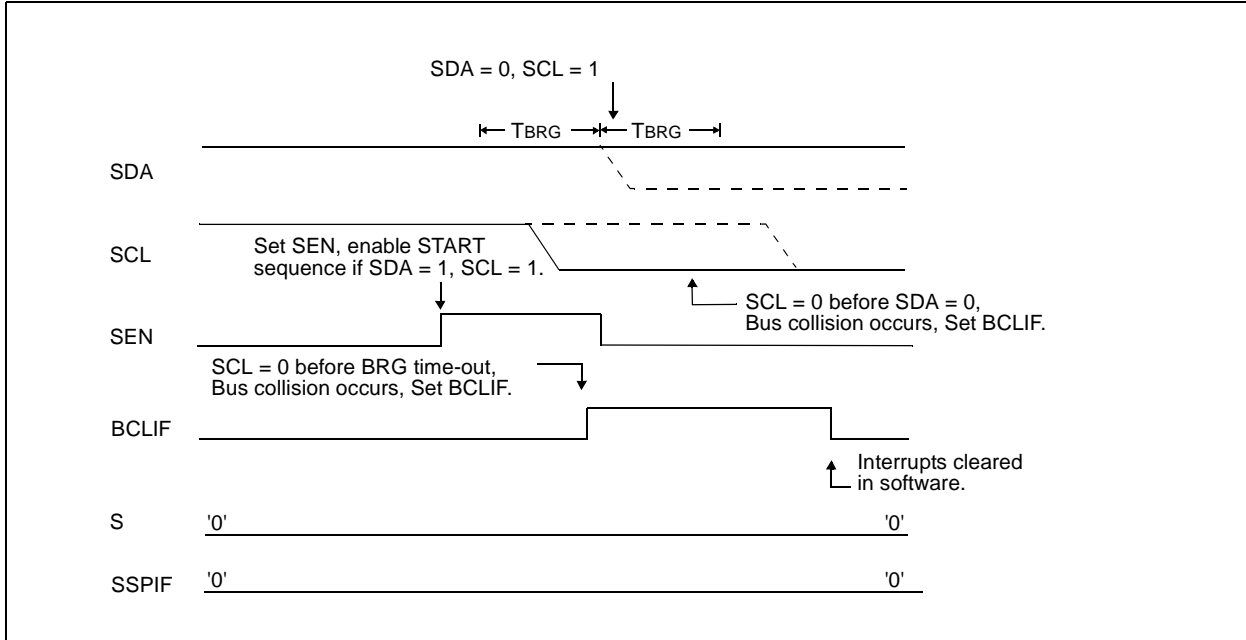 SDA = 0, SCL = 1
TBRG TBRG
SDA
SCL
Set SEN, enable START
sequence if SDA = 1, SCL = 1.
SCL = 0 before SDA = 0,
Bus collision occurs, Set BCLIF.
SEN
SCL = 0 before BRG time-out,
Bus collision occurs, Set BCLIF.
BCLIF
Interrupts cleared
in software.
S '0' '0'
SSPIF '0' '0'